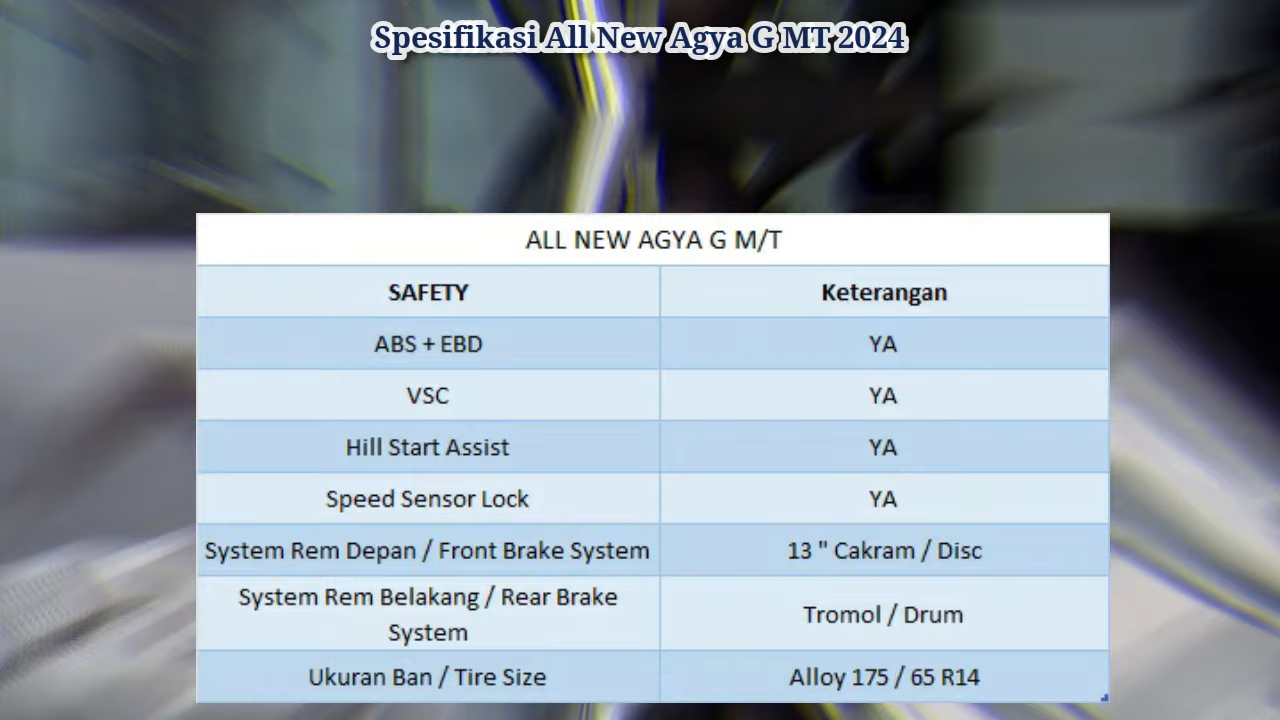 Spesifikasi All New Agya G MT 2024
ALL NEW AGYA G M/T
SAFETY Keterangan
ABS + EBD YA
VSC YA
Hill Start Assist YA
Speed Sensor Lock YA
System Rem Depan / Front Brake System 13 " Cakram / Disc
System Rem Belakang / Rear Brake
System Tromol / Drum
Ukuran Ban / Tire Size Alloy 175 / 65 R14